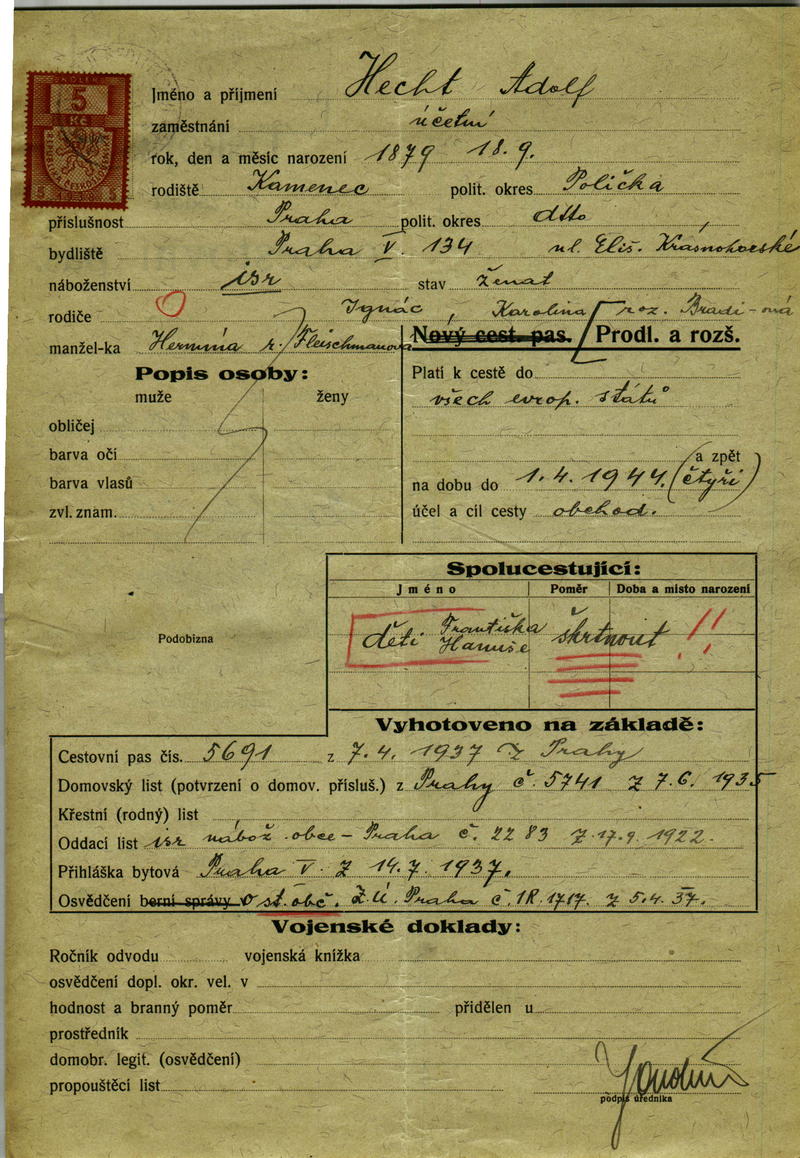 KOLEK
5
Kč
Jméno a příjmení Hecht Adolf
zaměstnání účetní
rok, den a měsíc narození 1879 18. 9.
rodiště Kamenec polit. okres Polička
příslušnost Praha polit. okres dtto
bydliště Praha V. 134 ul. Eliš. Krásnohorské
náboženství isr stav ženat
rodiče Ignác, Karolina roz. Bradi-ová
manžel-ka Hermína r. Fleischmanová
Nový cest. pas. / Prodl. a rozš.
Popis osoby:
muže ženy
obličej
barva očí
barva vlasů
zvl. znam.
Platí k cestě do
všech evrop. států
a zpět
na dobu do 1. 4. 1944. (čtyři)
účel a cíl cesty obchod.
Podobizna
Spolucestující:
Jméno Poměr Doba a místo narození
děti Františka Hanuše škrtnout !!
Vyhotoveno na základě:
Cestovní pas čís. 5691 z 7. 4. 1937 z Prahy
Domovský list (potvrzení o domov. přísluš.) z Prahy č. 5741 z 7. 6. 1935
Křestní (rodný) list
Oddací list isr nábož. obce - Praha č. 2283 z 17. 9. 1922.
Přihláška bytová Praha V. z 14. 7. 1937.
Osvědčení berní správy o st. obč. Z. Ú. Praha č. 1R. 1717. z 5. 4. 37.
Vojenské doklady:
Ročník odvodu vojenská knížka
osvědčení dopl. okr. vel. v
hodnost a branný poměr přidělen u
prostředník
domobr. legit. (osvědčení)
propouštěcí list
podpis úředníka